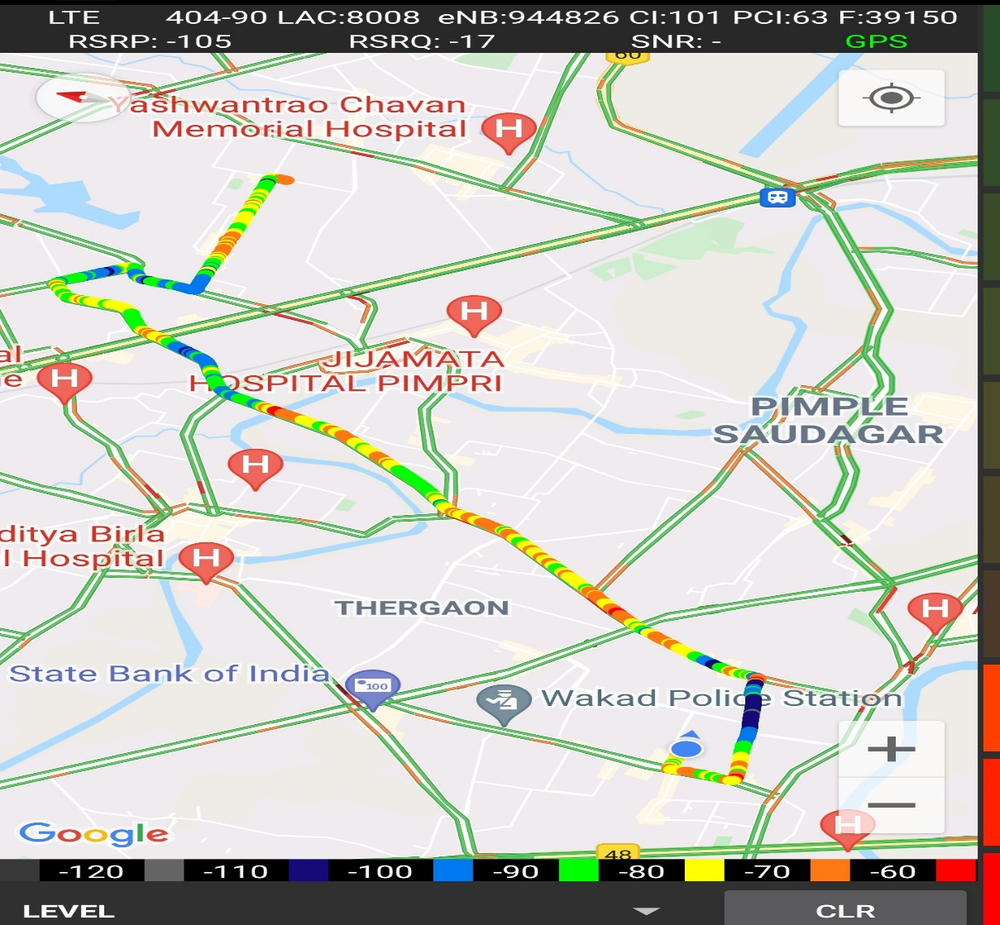 LTE 404-90 LAC:8008 eNB:944826 CI:101 PCI:63 F:39150
RSRP: -105 RSRQ: -17 SNR: - GPS
60
Yashwantrao Chavan
Memorial Hospital
H
H
al
e
H
JIJAMATA
HOSPITAL PIMPRI
PIMPLE
SAUDAGAR
H
ditya Birla
l Hospital
H
THERGAON
H
State Bank of India
100
Wakad Police Station
+
−
Google
H
48
-120 -110 -100 -90 -80 -70 -60
LEVEL CLR